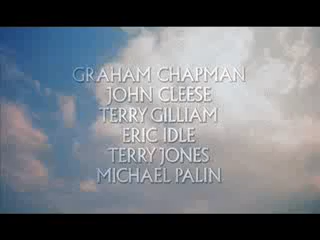 GRAHAM CHAPMAN
JOHN CLEESE
TERRY GILLIAM
ERIC IDLE
TERRY JONES
MICHAEL PALIN